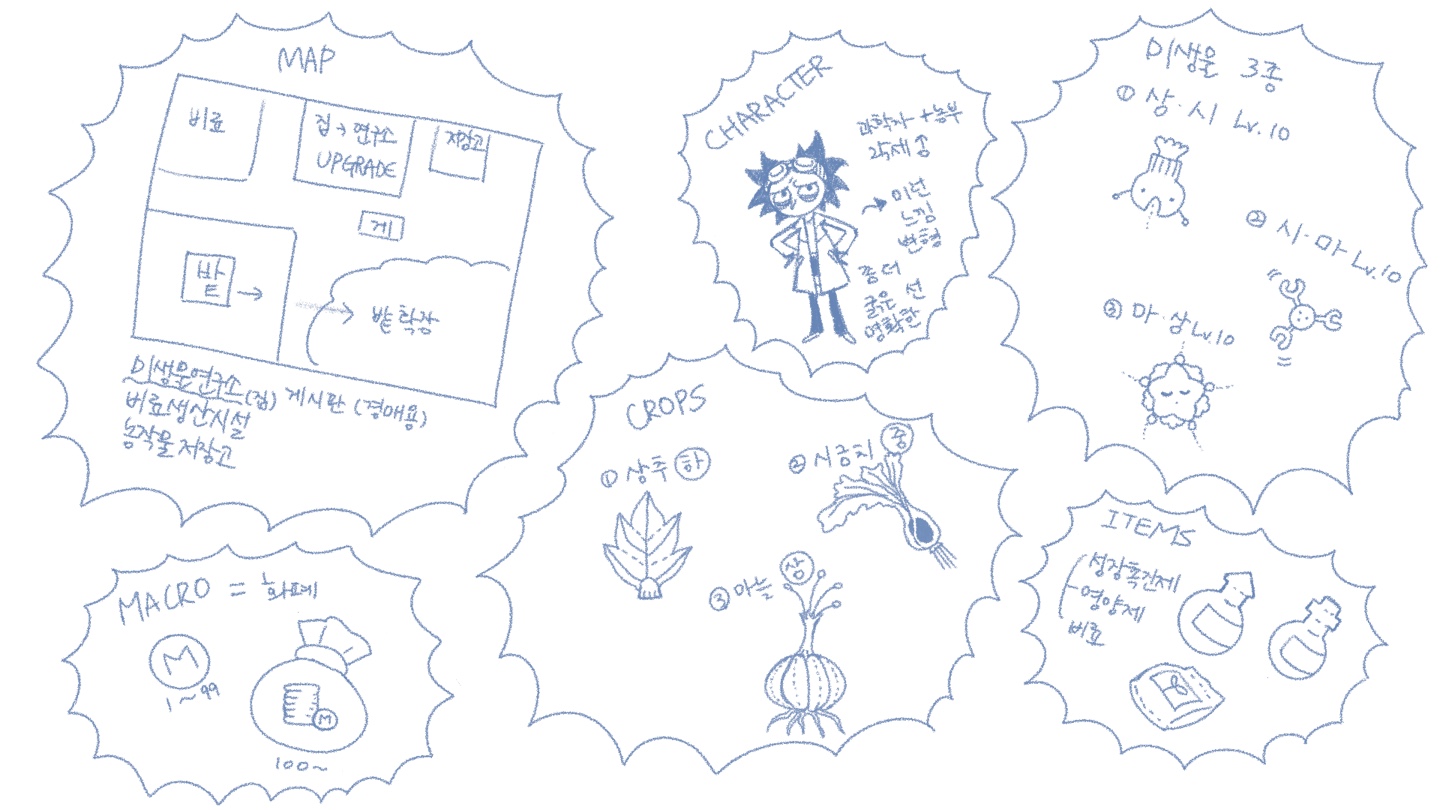 MAP
비료
집→연구소
UPGRADE
저장고
게
밭 →
→ 밭 확장
미생물연구소(집) 게시판 (경매용)
비료생산시설
농작물 저장고
CHARACTER
과학자+농부
→ 이런
느낌
변형
좀 더
굵은 선
명확한
미생물 3종
① 상·시 Lv.10
② 시·마 Lv.10
③ 마·상 Lv.10
CROPS
① 상추 하
② 시금치 중
③ 마늘 상
MACRO = 화폐
M
1~99
M
100~
ITEMS
성장촉진제
영양제
비료